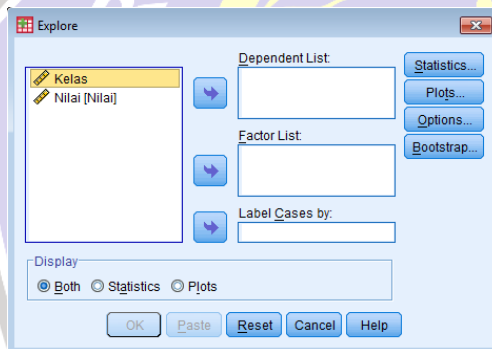 Explore
Kelas
Nilai [Nilai]
Dependent List:
Factor List:
Label Cases by:
Statistics...
Plots...
Options...
Bootstrap...
Display
Both Statistics Plots
OK Paste Reset Cancel Help